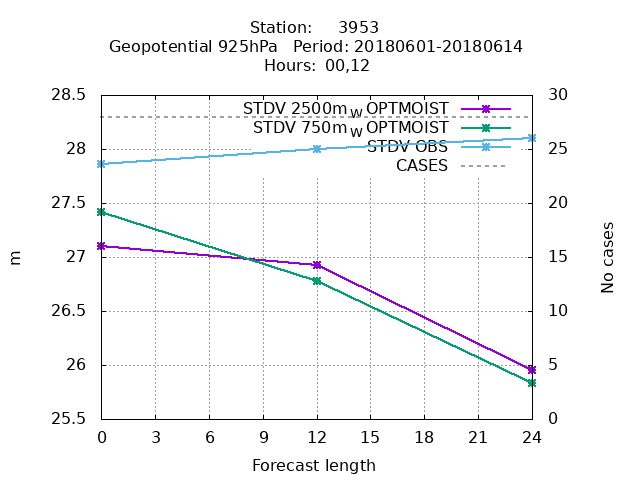 Station: 3953
Geopotential 925hPa Period: 20180601-20180614
Hours: 00,12
28.5
28
27.5
27
26.5
26
25.5
m
30
25
20
15
10
5
0
No cases
STDV 2500m_W OPTMOIST
STDV 750m_W OPTMOIST
STDV OBS
CASES
0 3 6 9 12 15 18 21 24
Forecast length